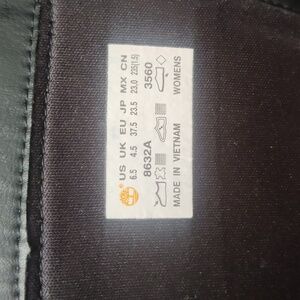 US UK EU JP MX CN
6.5 4.5 37.5 23.5 23.0 235(1.5)
8632A 3560
MADE IN VIETNAM WOMENS